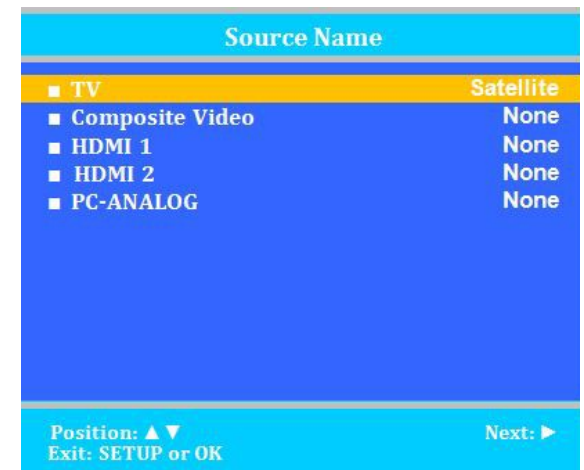 Source Name
■ TV Satellite
■ Composite Video None
■ HDMI 1 None
■ HDMI 2 None
■ PC-ANALOG None
Position: ▲▼ Next: ►
Exit: SETUP or OK